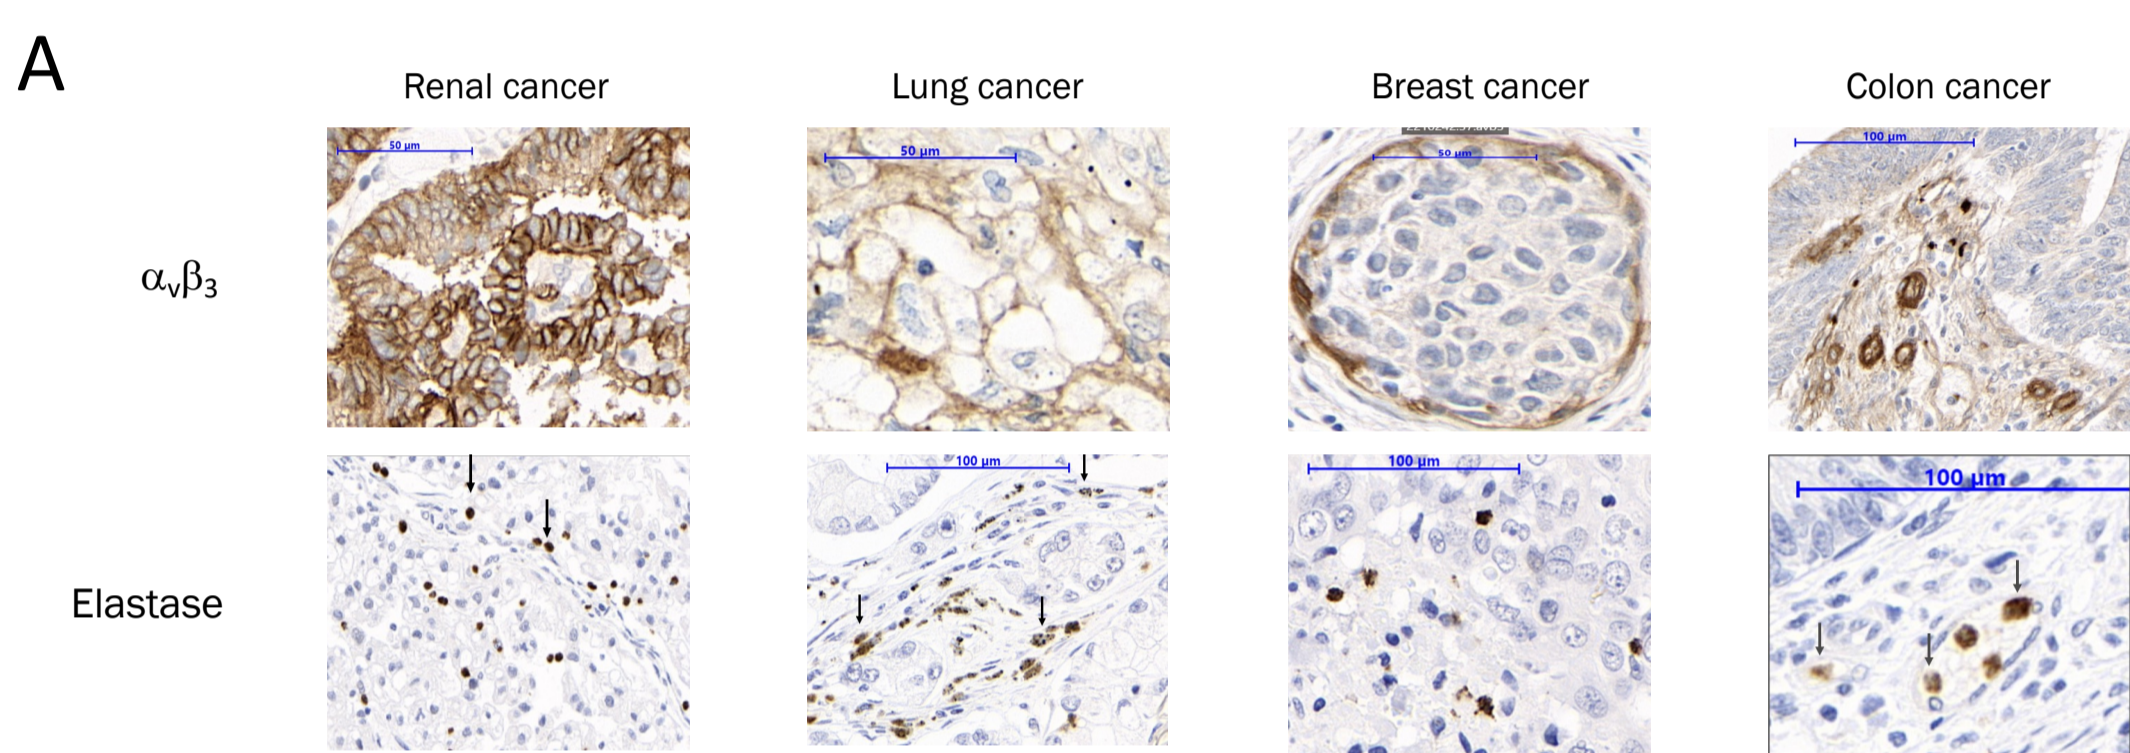 A
Renal cancer Lung cancer Breast cancer Colon cancer
αvβ3
50 μm 50 μm 50 μm 100 μm
Elastase
100 μm 100 μm 100 μm